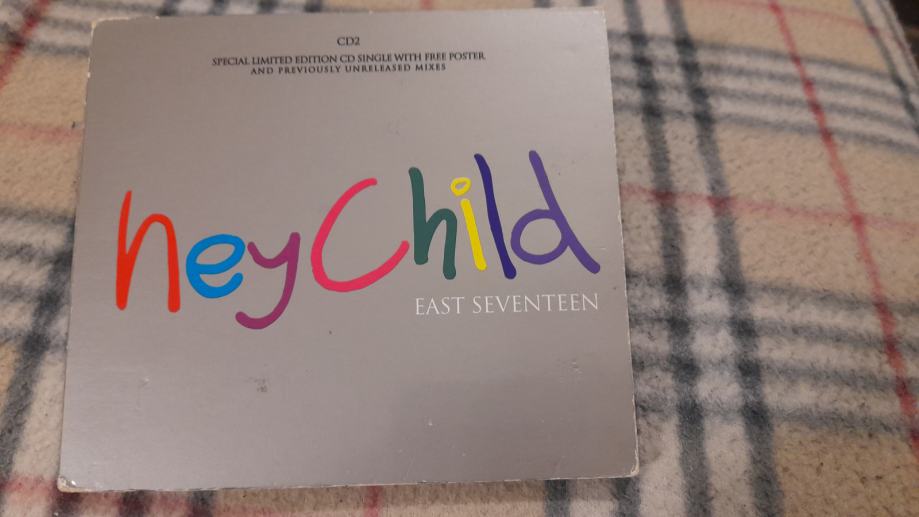 CD2
SPECIAL LIMITED EDITION CD SINGLE WITH FREE POSTER
AND PREVIOUSLY UNRELEASED MIXES
heyChild
EAST SEVENTEEN